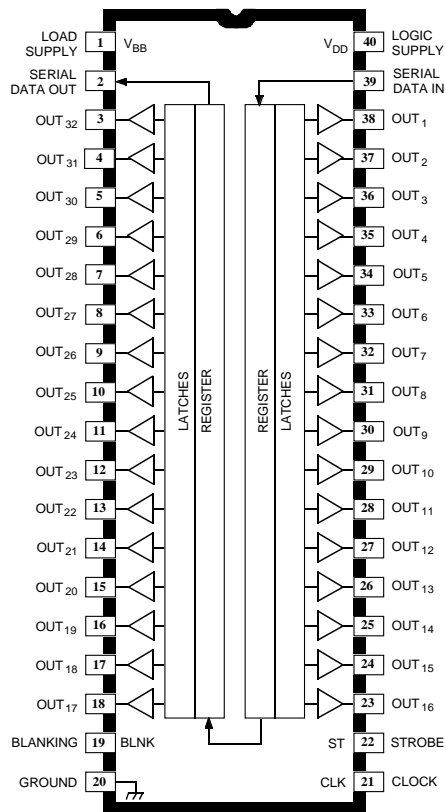 LOAD SUPPLY 1 V_BB V_DD 40 LOGIC SUPPLY
SERIAL DATA OUT 2 39 SERIAL DATA IN
OUT32 3 38 OUT1
OUT31 4 37 OUT2
OUT30 5 36 OUT3
OUT29 6 35 OUT4
OUT28 7 34 OUT5
OUT27 8 33 OUT6
OUT26 9 32 OUT7
OUT25 10 31 OUT8
OUT24 11 30 OUT9
OUT23 12 29 OUT10
OUT22 13 28 OUT11
OUT21 14 27 OUT12
OUT20 15 26 OUT13
OUT19 16 25 OUT14
OUT18 17 24 OUT15
OUT17 18 23 OUT16
LATCHES
REGISTER
REGISTER
LATCHES
BLANKING 19 BLNK ST 22 STROBE
GROUND 20 CLK 21 CLOCK